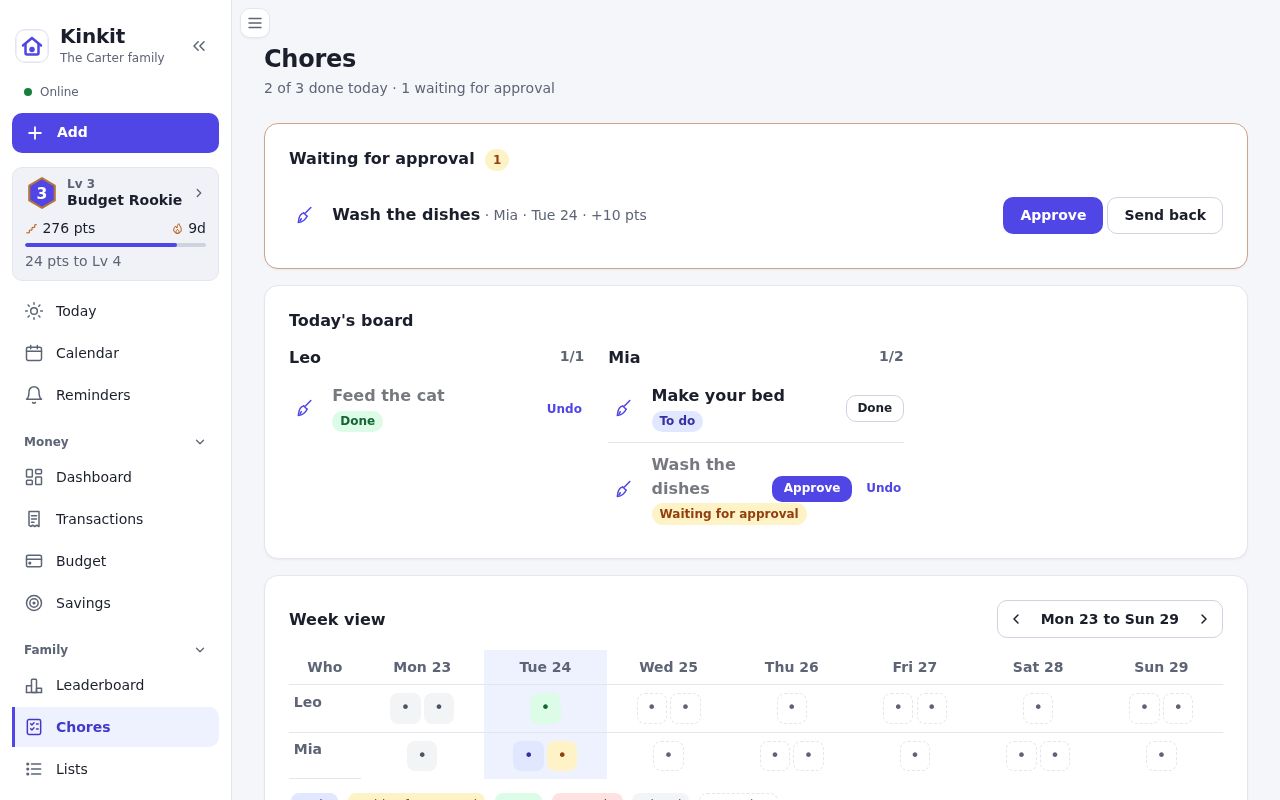 Kinkit
The Carter family
Online
Add
3
Lv 3
Budget Rookie
276 pts
9d
24 pts to Lv 4
Today
Calendar
Reminders
Money
Dashboard
Transactions
Budget
Savings
Family
Leaderboard
Chores
Lists
Chores
2 of 3 done today · 1 waiting for approval
Waiting for approval 1
Wash the dishes · Mia · Tue 24 · +10 pts
Approve
Send back
Today's board
Leo 1/1
Feed the cat
Done
Undo
Mia 1/2
Make your bed
To do
Done
Wash the
dishes
Waiting for approval
Approve
Undo
Week view
Mon 23 to Sun 29
Who Mon 23 Tue 24 Wed 25 Thu 26 Fri 27 Sat 28 Sun 29
Leo
Mia